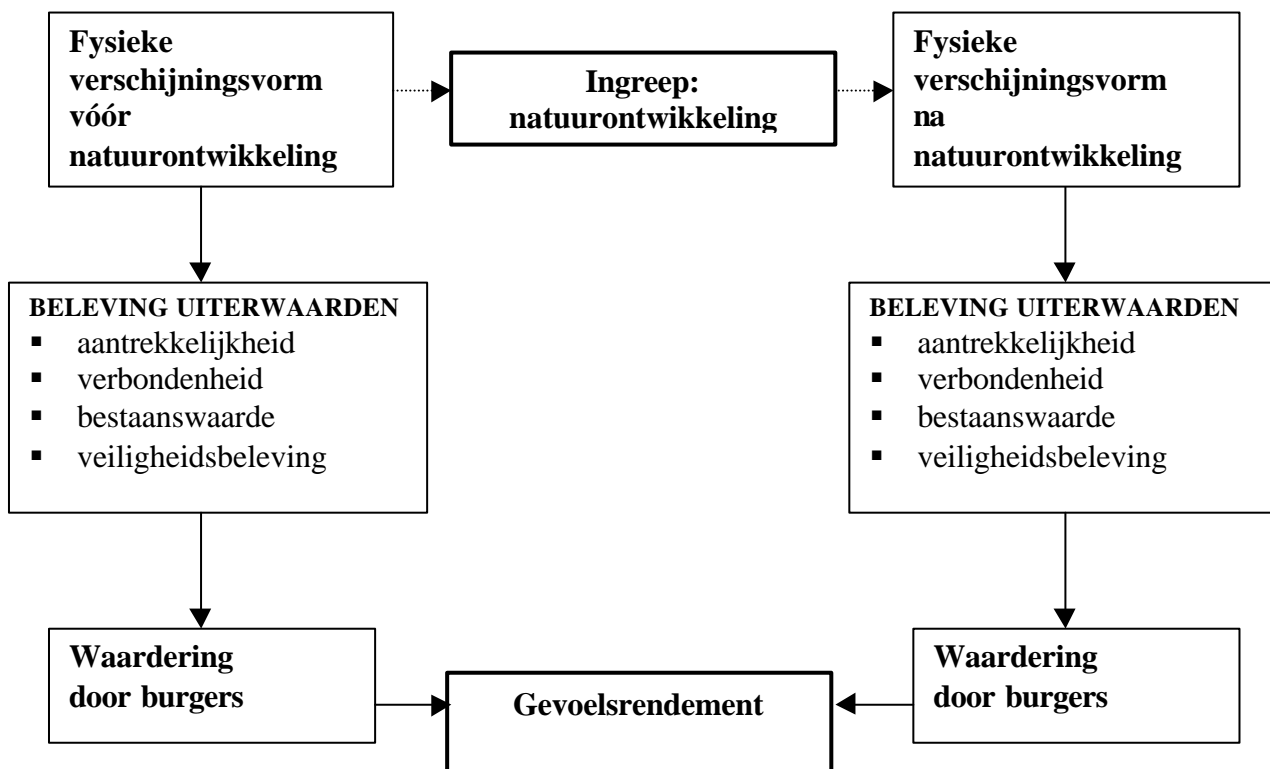 Fysieke
verschijningsvorm
vóór
natuurontwikkeling
Ingreep:
natuurontwikkeling
Fysieke
verschijningsvorm
na
natuurontwikkeling
BELEVING UITERWAARDEN
▪ aantrekkelijkheid
▪ verbondenheid
▪ bestaanswaarde
▪ veiligheidsbeleving
BELEVING UITERWAARDEN
▪ aantrekkelijkheid
▪ verbondenheid
▪ bestaanswaarde
▪ veiligheidsbeleving
Waardering
door burgers
Gevoelsrendement
Waardering
door burgers